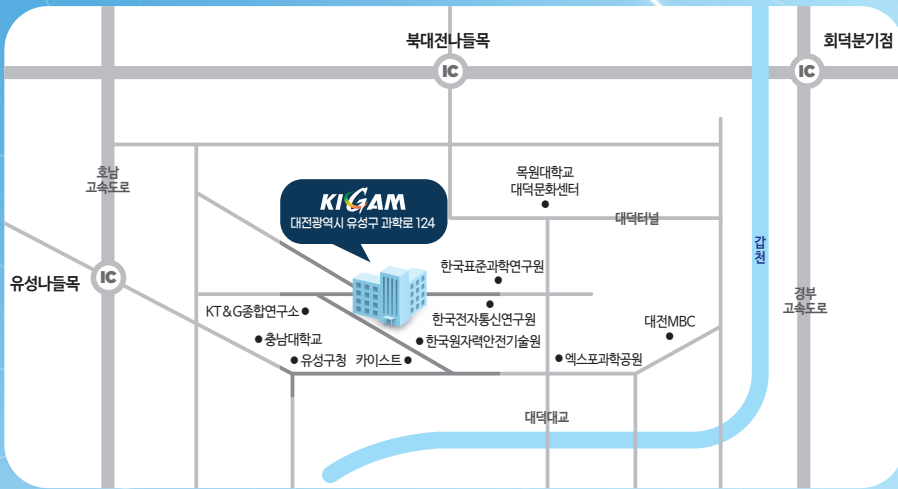 북대전나들목
회덕분기점
IC
IC
호남
고속도로
목원대학교
대덕문화센터
KIGAM
대전광역시 유성구 과학로 124
대덕터널
갑천
한국표준과학연구원
유성나들목
IC
경부
고속도로
KT&G종합연구소
한국전자통신연구원
대전MBC
충남대학교
한국원자력안전기술원
유성구청
카이스트
엑스포과학공원
대덕대교